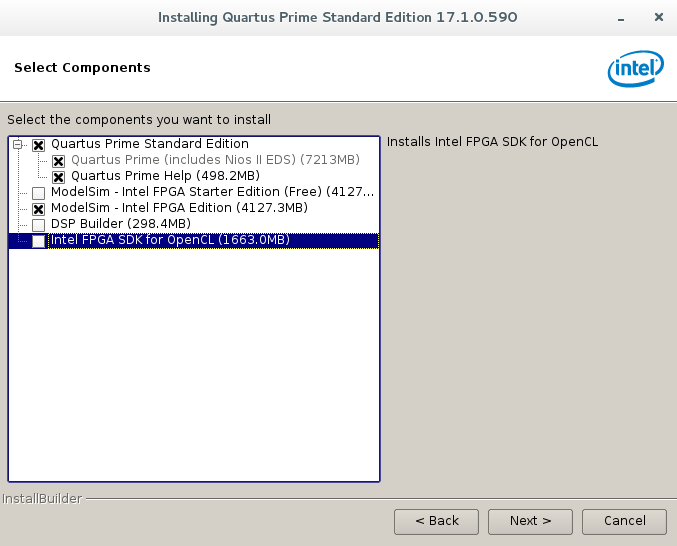 Installing Quartus Prime Standard Edition 17.1.0.590
Select Components
intel
Select the components you want to install
Quartus Prime Standard Edition
Quartus Prime (includes Nios II EDS) (7213MB)
Quartus Prime Help (498.2MB)
ModelSim - Intel FPGA Starter Edition (Free) (4127...
ModelSim - Intel FPGA Edition (4127.3MB)
DSP Builder (298.4MB)
Intel FPGA SDK for OpenCL (1663.0MB)
Installs Intel FPGA SDK for OpenCL
InstallBuilder
< Back
Next >
Cancel